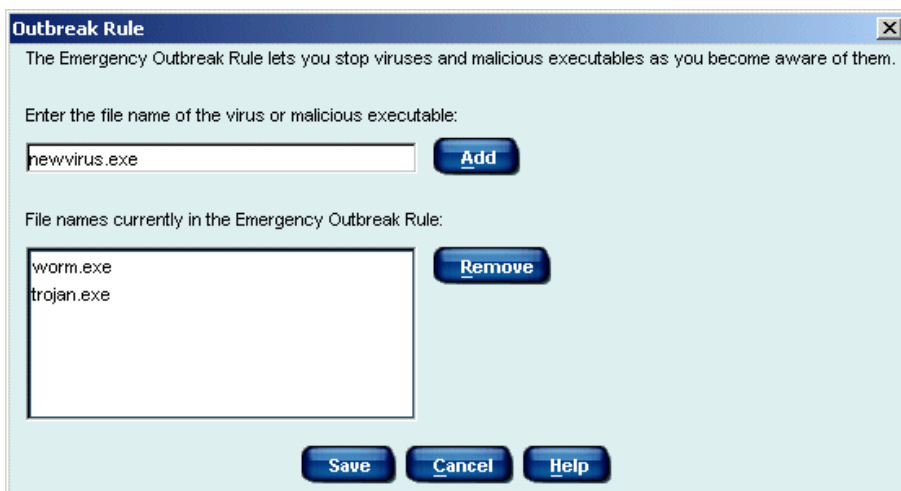 Outbreak Rule
The Emergency Outbreak Rule lets you stop viruses and malicious executables as you become aware of them.
Enter the file name of the virus or malicious executable:
newvirus.exe
Add
File names currently in the Emergency Outbreak Rule:
worm.exe
trojan.exe
Remove
Save Cancel Help